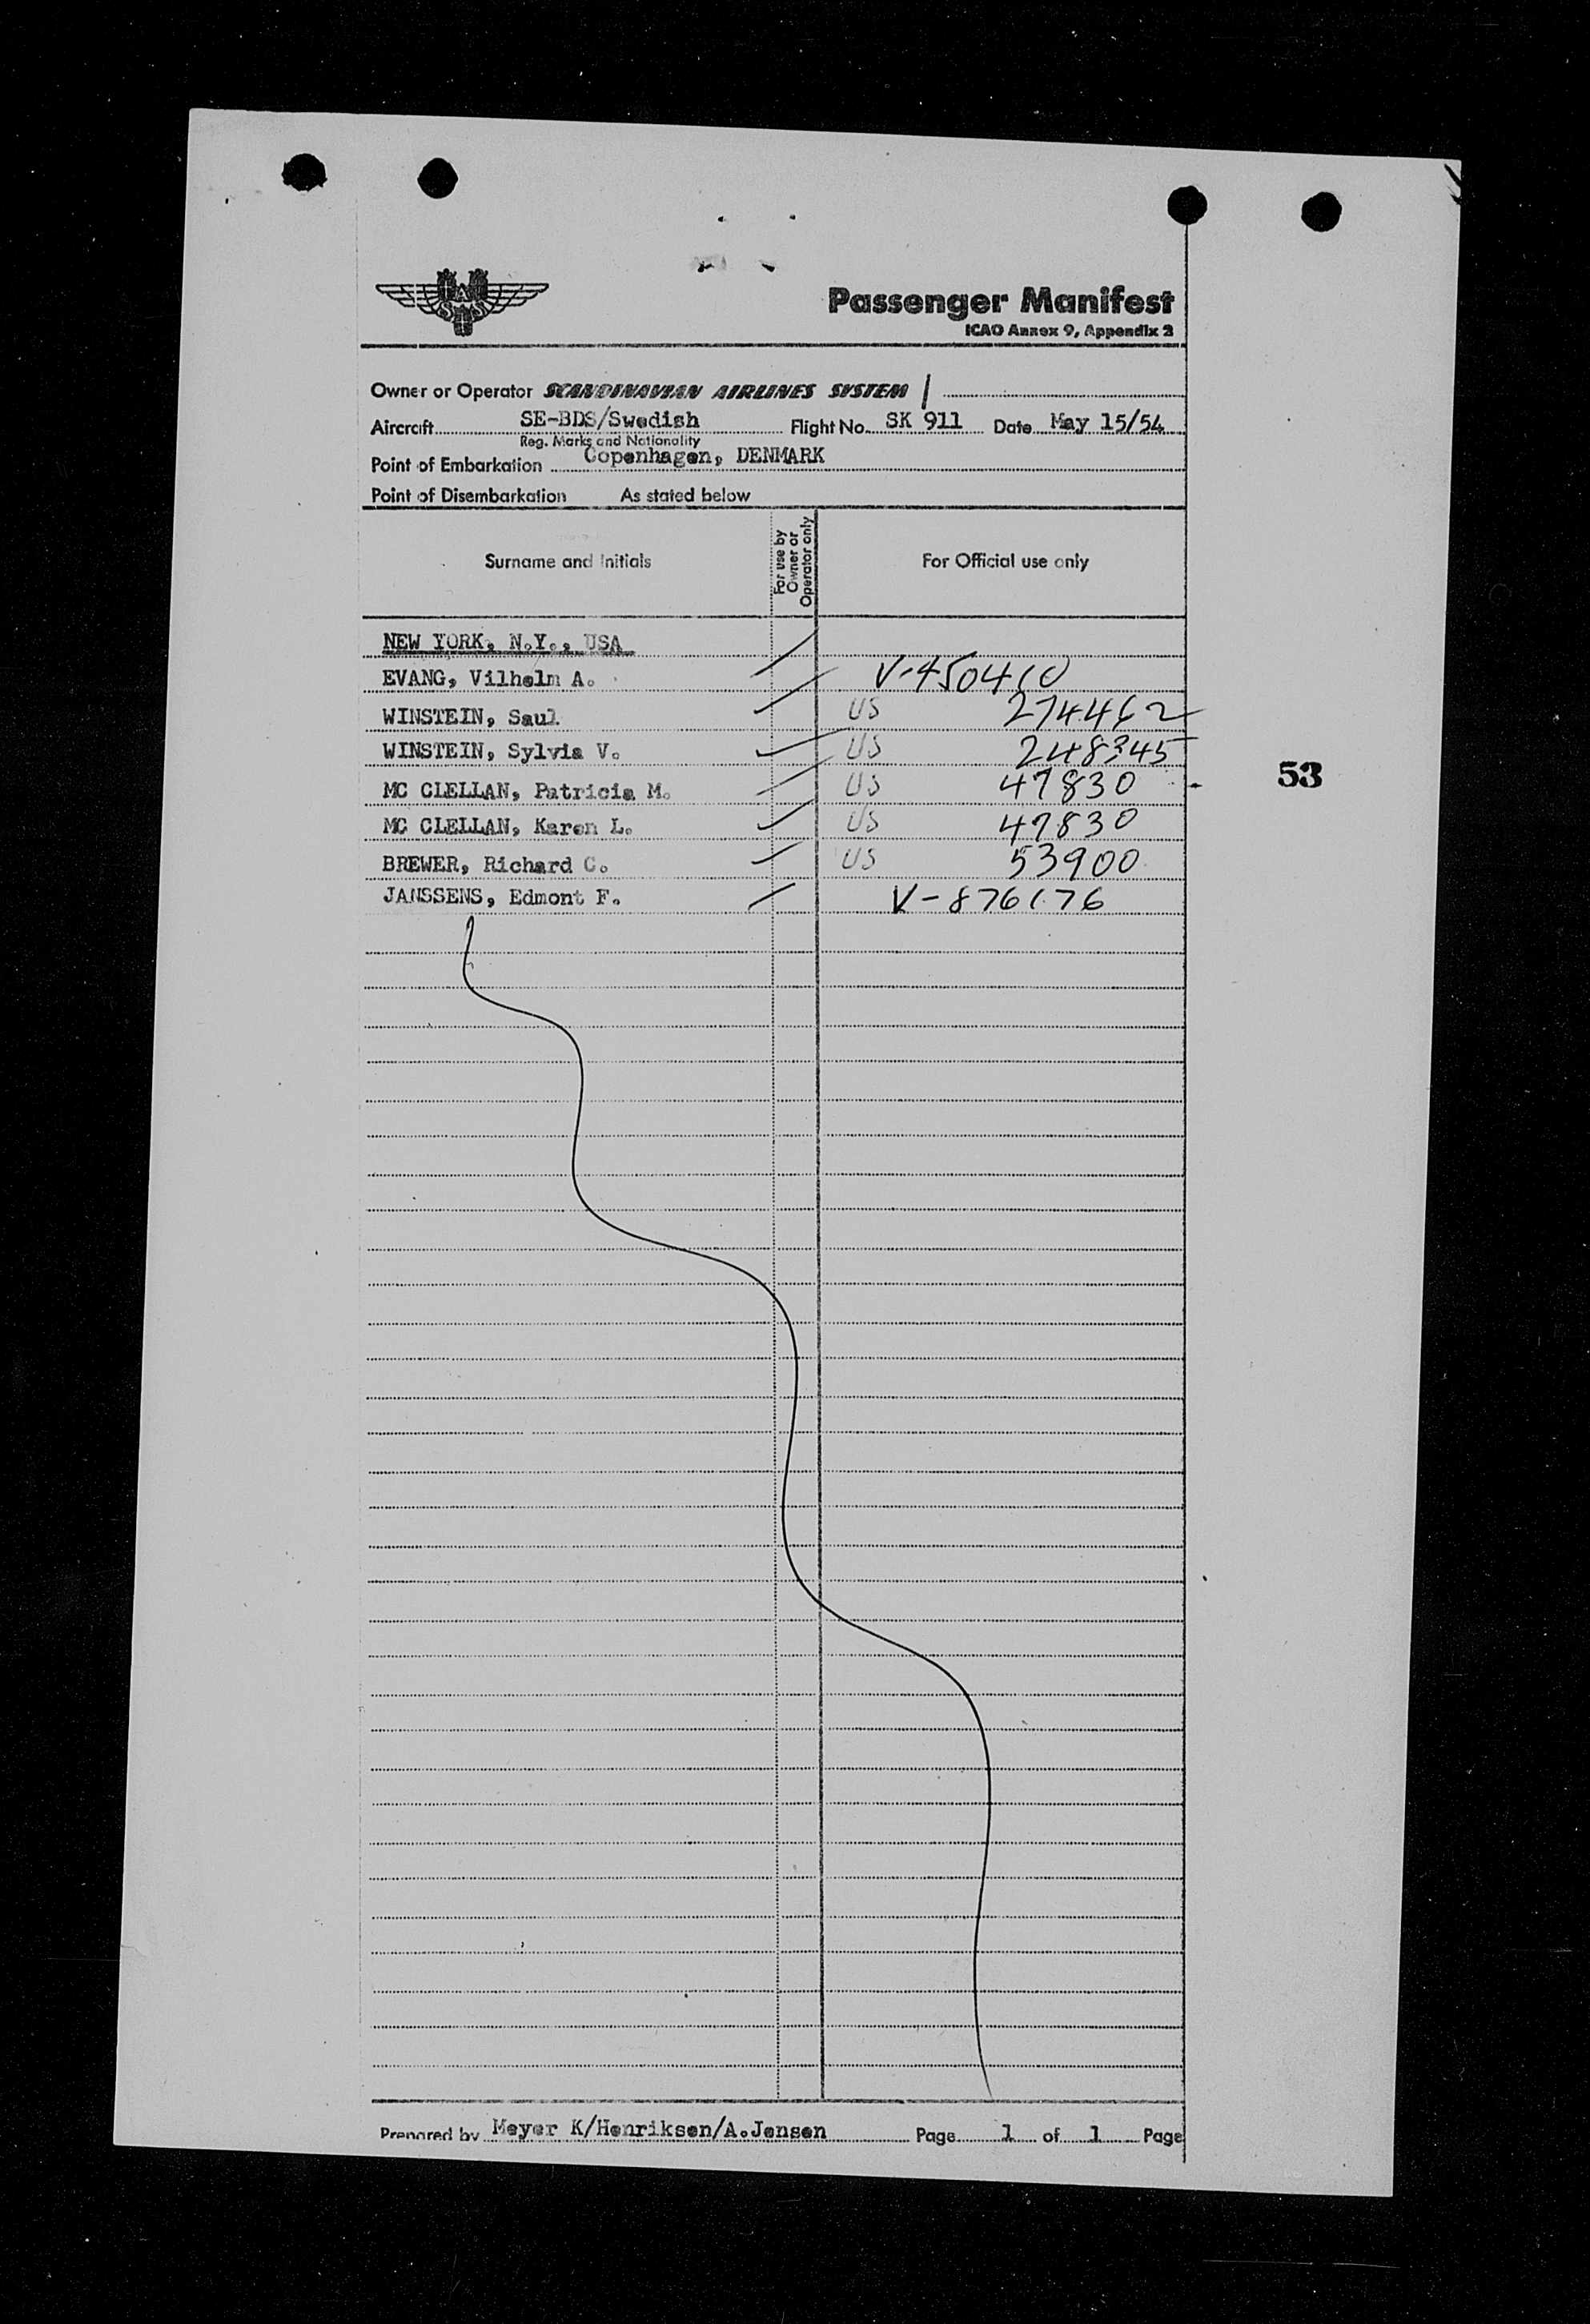 SAS
Passenger Manifest
ICAO Annex 9, Appendix 2
Owner or Operator SCANDINAVIAN AIRLINES SYSTEM
Aircraft SE-BDS/Swedish Flight No. SK 911 Date May 15/54
Reg. Marks and Nationality
Point of Embarkation Copenhagen, DENMARK
Point of Disembarkation As stated below
Surname and Initials For use by Owner or Operator only For Official use only
NEW YORK, N.Y., USA
EVANG, Vilhelm A. V-450410
WINSTEIN, Saul US 274462
WINSTEIN, Sylvia V. US 248345
MC CLELLAN, Patricia M. US 47830
53
MC CLELLAN, Karen L. US 47830
BREWER, Richard C. US 53900
JANSSENS, Edmont F. V-876176
Prepared by Meyer K/Henriksen/A.Jensen Page 1 of 1 Page